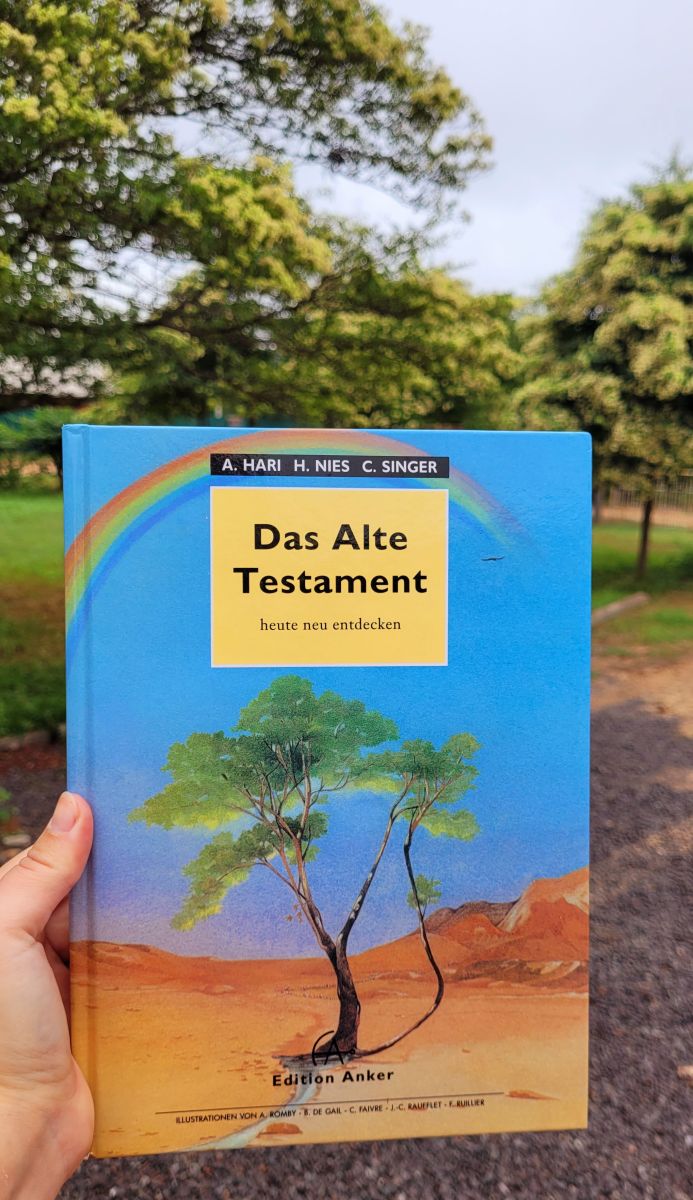 A. HARI H. NIES C. SINGER
Das Alte
Testament
heute neu entdecken
Edition Anker
ILLUSTRATIONEN VON A. ROMBY - B. DE GAIL - C. FAIVRE - J.-C. RAUFFLET - F. RUILLIER